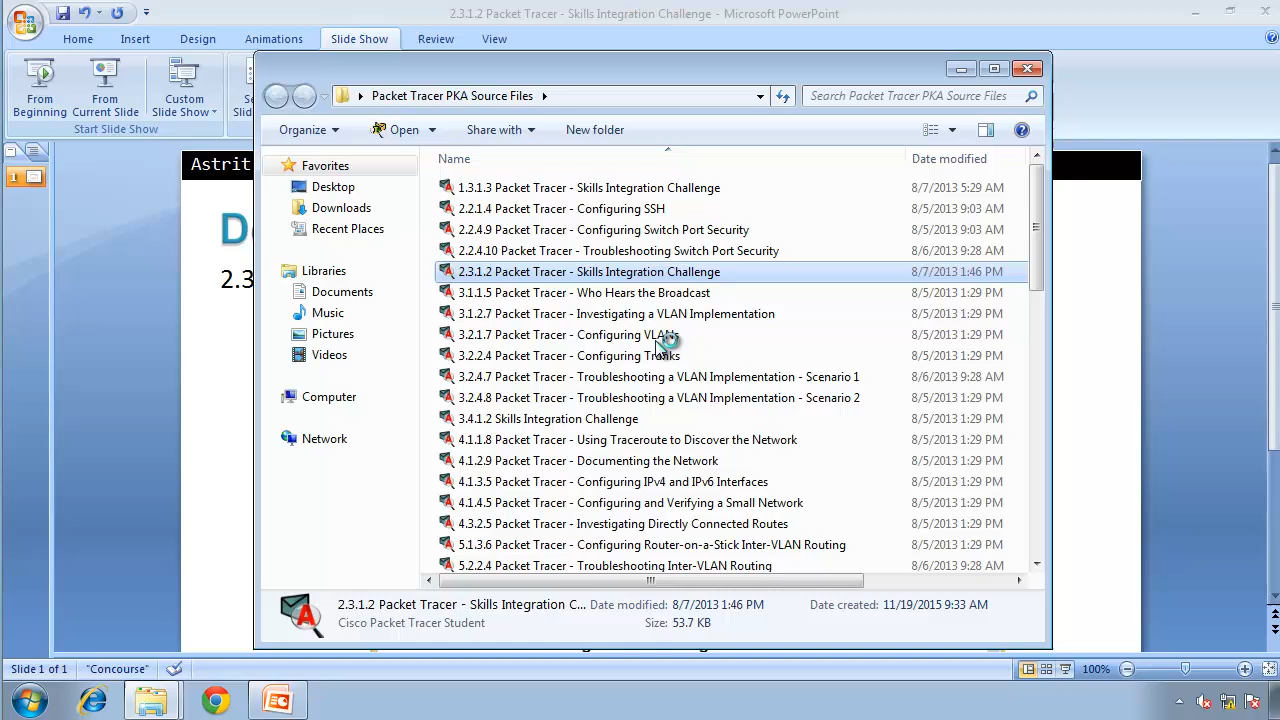 2.3.1.2 Packet Tracer - Skills Integration Challenge - Microsoft PowerPoint
Home Insert Design Animations Slide Show Review View
From Beginning
From Current Slide
Custom Slide Show
Start Slide Show
Packet Tracer PKA Source Files
Search Packet Tracer PKA Source Files
Organize Open Share with New folder
Astrit
2.3
Favorites
Desktop
Downloads
Recent Places
Libraries
Documents
Music
Pictures
Videos
Computer
Network
Name Date modified
1.3.1.3 Packet Tracer - Skills Integration Challenge 8/7/2013 5:29 AM
2.2.1.4 Packet Tracer - Configuring SSH 8/5/2013 9:03 AM
2.2.4.9 Packet Tracer - Configuring Switch Port Security 8/5/2013 9:03 AM
2.2.4.10 Packet Tracer - Troubleshooting Switch Port Security 8/6/2013 9:28 AM
2.3.1.2 Packet Tracer - Skills Integration Challenge 8/7/2013 1:46 PM
3.1.1.5 Packet Tracer - Who Hears the Broadcast 8/5/2013 1:29 PM
3.1.2.7 Packet Tracer - Investigating a VLAN Implementation 8/5/2013 1:29 PM
3.2.1.7 Packet Tracer - Configuring VLANs 8/5/2013 1:29 PM
3.2.2.4 Packet Tracer - Configuring Trunks 8/5/2013 1:29 PM
3.2.4.7 Packet Tracer - Troubleshooting a VLAN Implementation - Scenario 1 8/6/2013 9:28 AM
3.2.4.8 Packet Tracer - Troubleshooting a VLAN Implementation - Scenario 2 8/5/2013 1:29 PM
3.4.1.2 Skills Integration Challenge 8/5/2013 1:29 PM
4.1.1.8 Packet Tracer - Using Traceroute to Discover the Network 8/5/2013 1:29 PM
4.1.2.9 Packet Tracer - Documenting the Network 8/5/2013 1:29 PM
4.1.3.5 Packet Tracer - Configuring IPv4 and IPv6 Interfaces 8/5/2013 1:29 PM
4.1.4.5 Packet Tracer - Configuring and Verifying a Small Network 8/5/2013 1:29 PM
4.3.2.5 Packet Tracer - Investigating Directly Connected Routes 8/5/2013 1:29 PM
5.1.3.6 Packet Tracer - Configuring Router-on-a-Stick Inter-VLAN Routing 8/5/2013 1:29 PM
5.2.2.4 Packet Tracer - Troubleshooting Inter-VLAN Routing 8/6/2013 9:28 AM
2.3.1.2 Packet Tracer - Skills Integration C... Date modified: 8/7/2013 1:46 PM Date created: 11/19/2015 9:33 AM
Cisco Packet Tracer Student Size: 53.7 KB
Slide 1 of 1 "Concourse" 100%